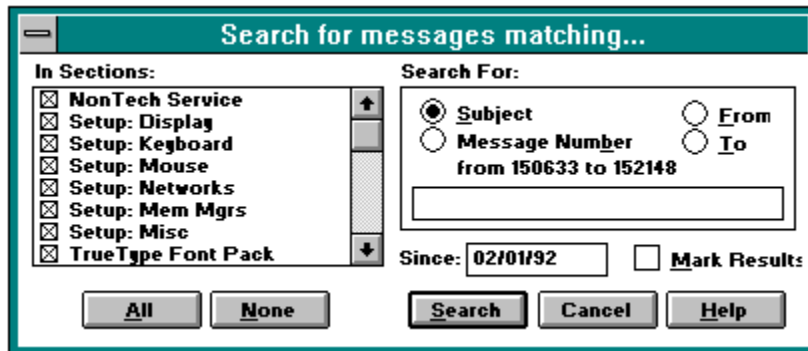 Search for messages matching...
In Sections:
NonTech Service
Setup: Display
Setup: Keyboard
Setup: Mouse
Setup: Networks
Setup: Mem Mgrs
Setup: Misc
TrueType Font Pack
All None
Search For:
Subject From
Message Number To
from 150633 to 152148
Since: 02/01/92 Mark Results
Search Cancel Help